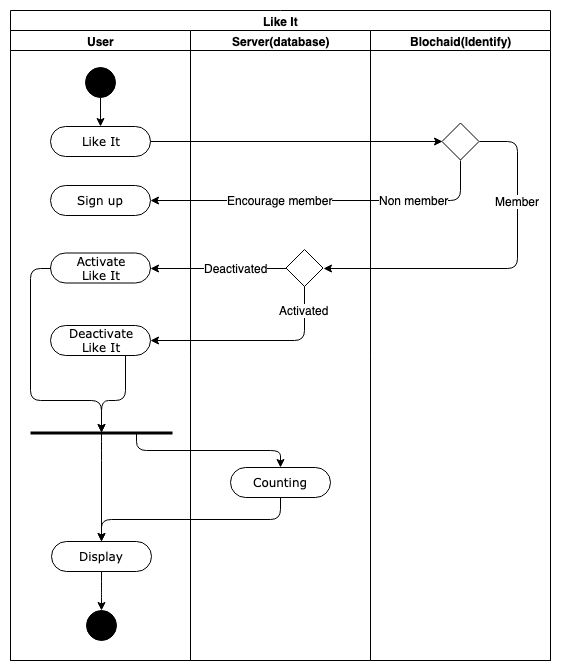 Like It
User
Server(database)
Blochaid(Identify)
Like It
Sign up
Encourage member
Non member
Member
Activate
Like It
Deactivated
Activated
Deactivate
Like It
Counting
Display